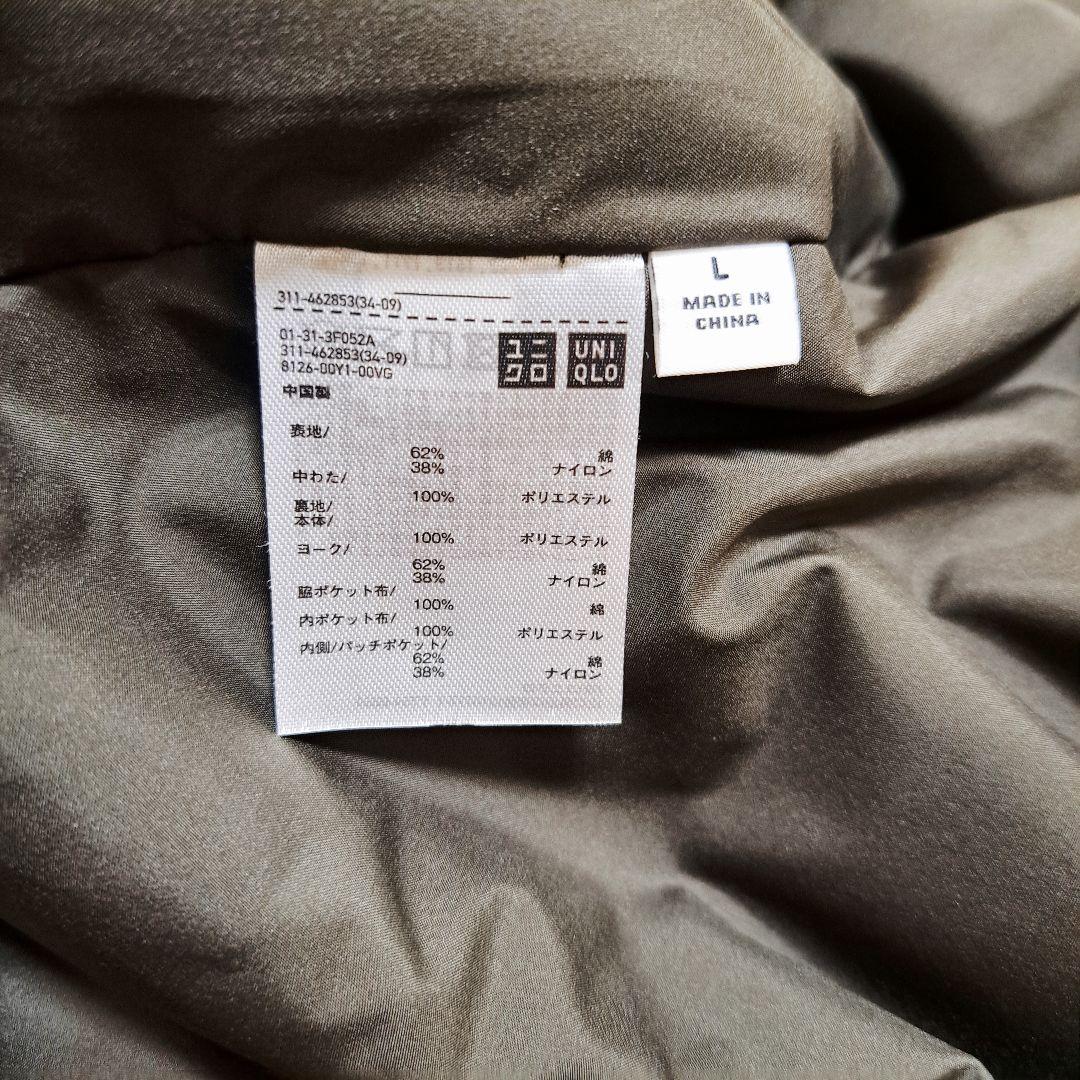 311-462853(34-09)
01-31-3F052A
311-462853(34-09)
8126-00Y1-00VG
中国製
ユニ
クロ
UNI
QLO
表地/
62% 綿
38% ナイロン
中わた/
100% ポリエステル
裏地/
本体/
100% ポリエステル
ヨーク/
62% 綿
38% ナイロン
脇ポケット布/
100% 綿
内ポケット布/
100% ポリエステル
内側/パッチポケット/
62% 綿
38% ナイロン
L
MADE IN
CHINA